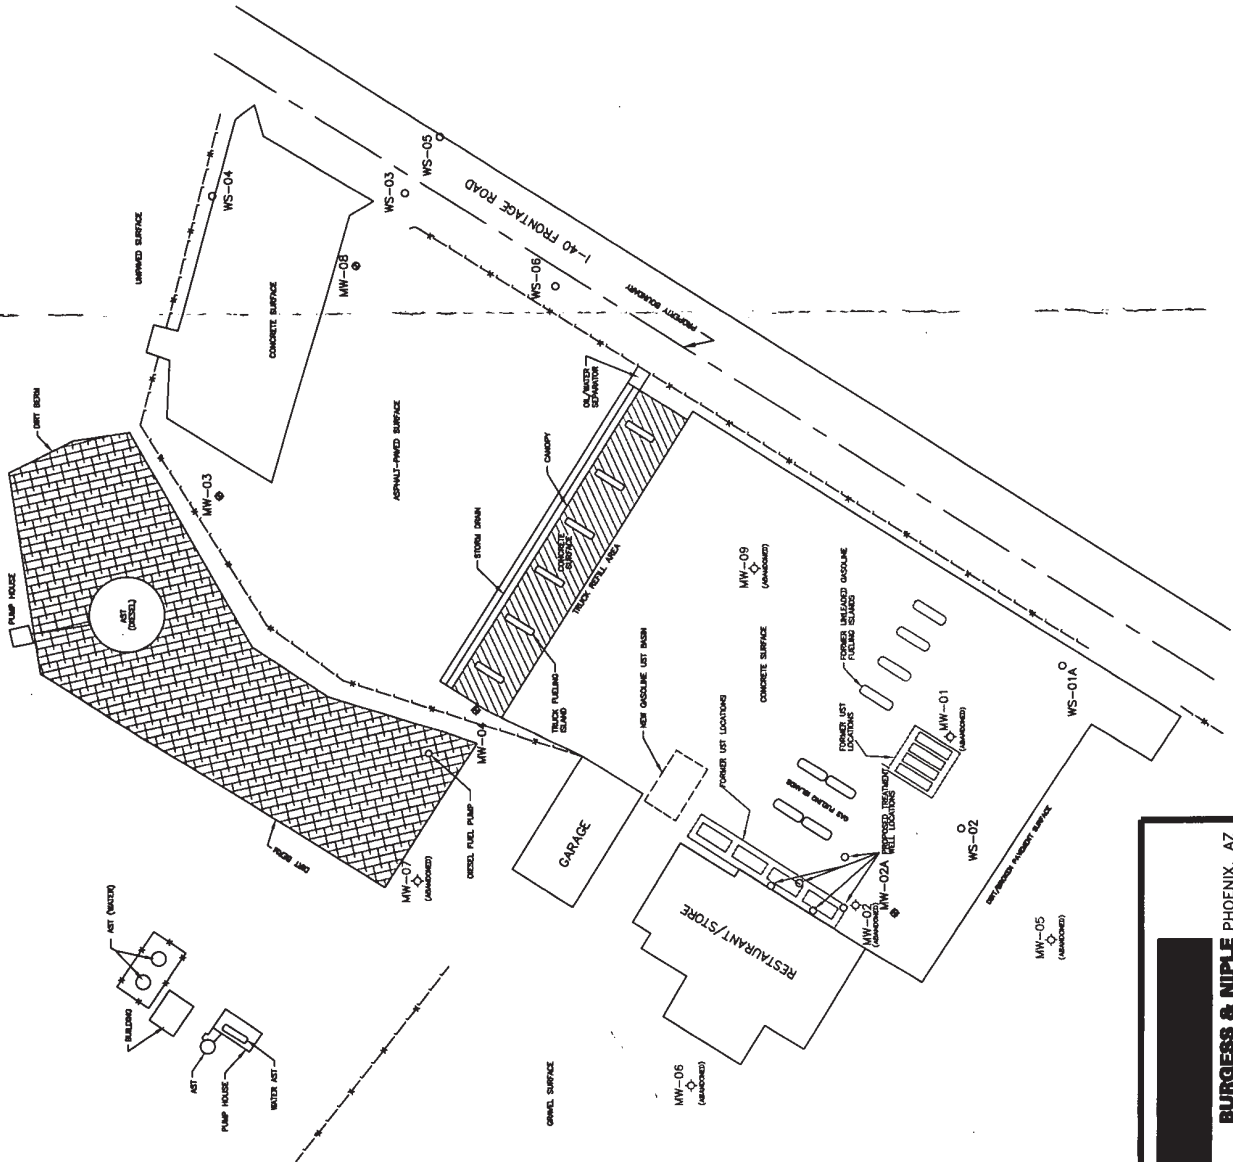 UNPAVED SURFACE
WS-04
WS-05
WS-03
I-40 FRONTAGE ROAD
MW-08
WS-06
PROPERTY BOUNDARY
CONCRETE SURFACE
DIRT BERM
OIL/WATER
SEPARATOR
ASPHALT-PAVED SURFACE
CANOPY
MW-03
STORM DRAIN
CONCRETE
SURFACE
TRUCK REFILL AREA
PUMP HOUSE
AST
(DIESEL)
MW-09
(ABANDONED)
FORMER UNLEADED GASOLINE
FUELING ISLANDS
TRUCK FUELING
ISLAND
NEW GASOLINE UST BASIN
CONCRETE SURFACE
WS-01A
MW-04
FORMER UST LOCATIONS
FORMER UST
LOCATIONS
MW-01
(ABANDONED)
GAS FUELING ISLANDS
DIESEL FUEL PUMP
GARAGE
PROPOSED TREATMENT
WELL LOCATIONS
WS-02
DIRT BERM
MW-07
(ABANDONED)
MW-02A
MW-02
(ABANDONED)
DIRT/BROKEN PAVEMENT SURFACE
RESTAURANT/STORE
MW-05
(ABANDONED)
AST (WATER)
BUILDING
AST
PUMP HOUSE
WATER AST
GRAVEL SURFACE
MW-06
(ABANDONED)
BURGESS & NIPLE PHOENIX, AZ